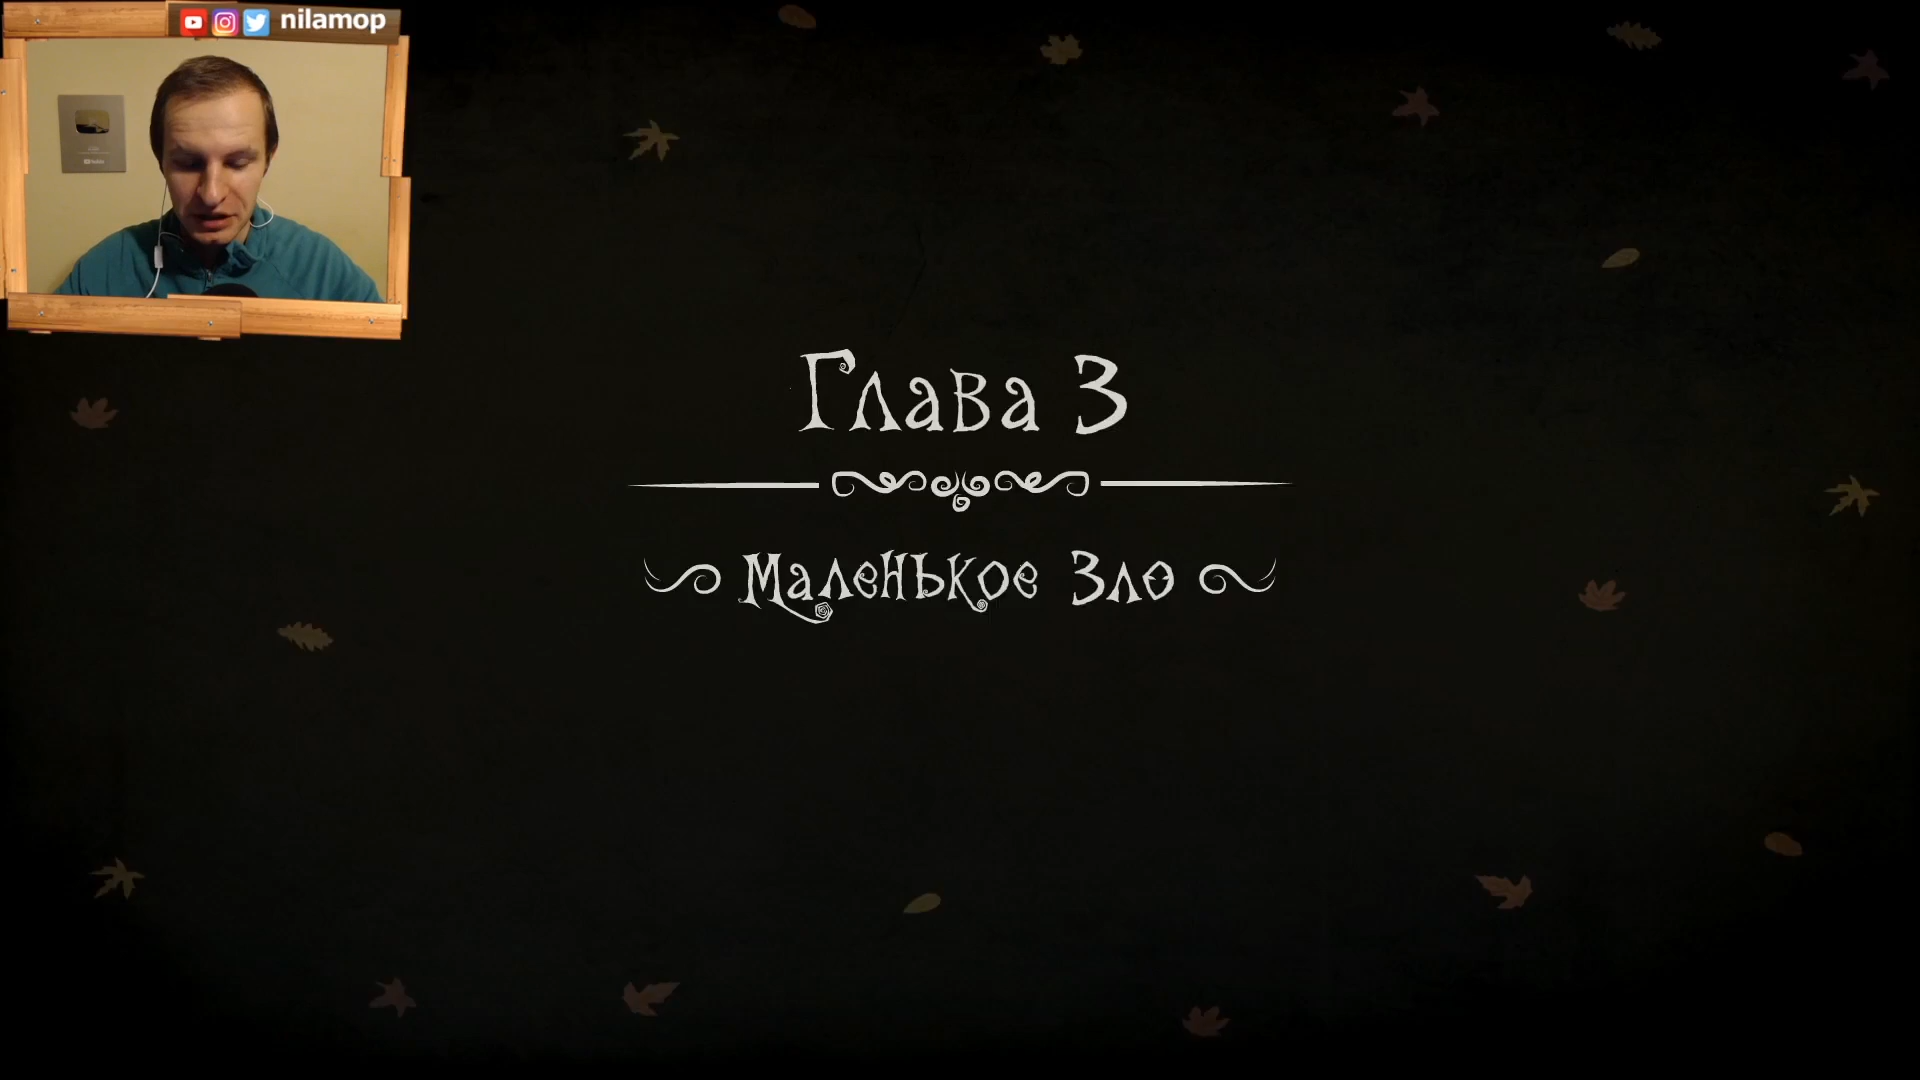 nilamop
Глава 3
Маленькое Зло